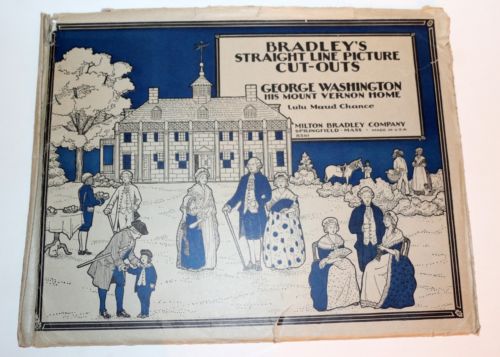 BRADLEY'S
STRAIGHT LINE PICTURE
CUT-OUTS
GEORGE WASHINGTON
HIS MOUNT VERNON HOME
Lulu Maud Chance
MILTON BRADLEY COMPANY
SPRINGFIELD - MASS - MADE IN U.S.A.